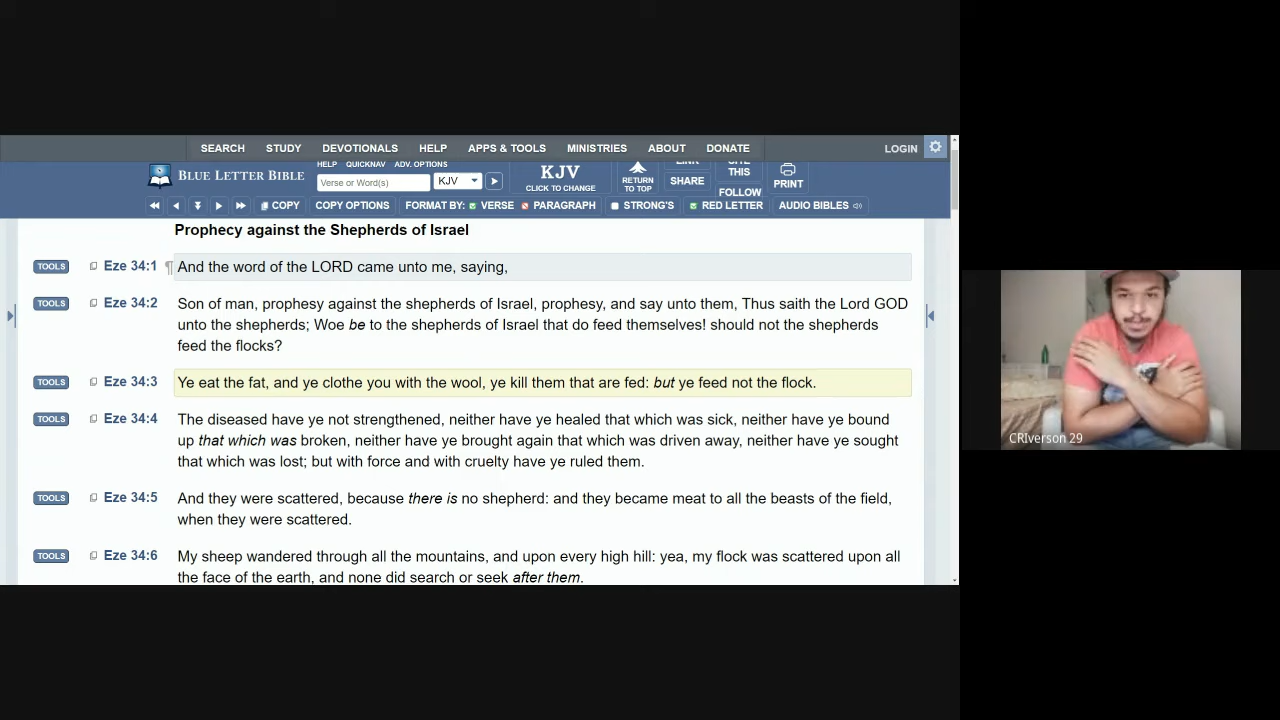 SEARCH STUDY DEVOTIONALS HELP APPS & TOOLS MINISTRIES ABOUT DONATE LOGIN
BLUE LETTER BIBLE
HELP QUICKNAV ADV. OPTIONS
Verse or Word(s) KJV
KJV
CLICK TO CHANGE
RETURN
TO TOP
LINK
SHARE
CITE
THIS
FOLLOW
PRINT
COPY COPY OPTIONS FORMAT BY: VERSE PARAGRAPH STRONG'S RED LETTER AUDIO BIBLES
Prophecy against the Shepherds of Israel
TOOLS Eze 34:1 ¶ And the word of the LORD came unto me, saying,
TOOLS Eze 34:2 Son of man, prophesy against the shepherds of Israel, prophesy, and say unto them, Thus saith the Lord GOD
unto the shepherds; Woe be to the shepherds of Israel that do feed themselves! should not the shepherds
feed the flocks?
TOOLS Eze 34:3 Ye eat the fat, and ye clothe you with the wool, ye kill them that are fed: but ye feed not the flock.
TOOLS Eze 34:4 The diseased have ye not strengthened, neither have ye healed that which was sick, neither have ye bound
up that which was broken, neither have ye brought again that which was driven away, neither have ye sought
that which was lost; but with force and with cruelty have ye ruled them.
TOOLS Eze 34:5 And they were scattered, because there is no shepherd: and they became meat to all the beasts of the field,
when they were scattered.
TOOLS Eze 34:6 My sheep wandered through all the mountains, and upon every high hill: yea, my flock was scattered upon all
the face of the earth, and none did search or seek after them.
CRIverson 29